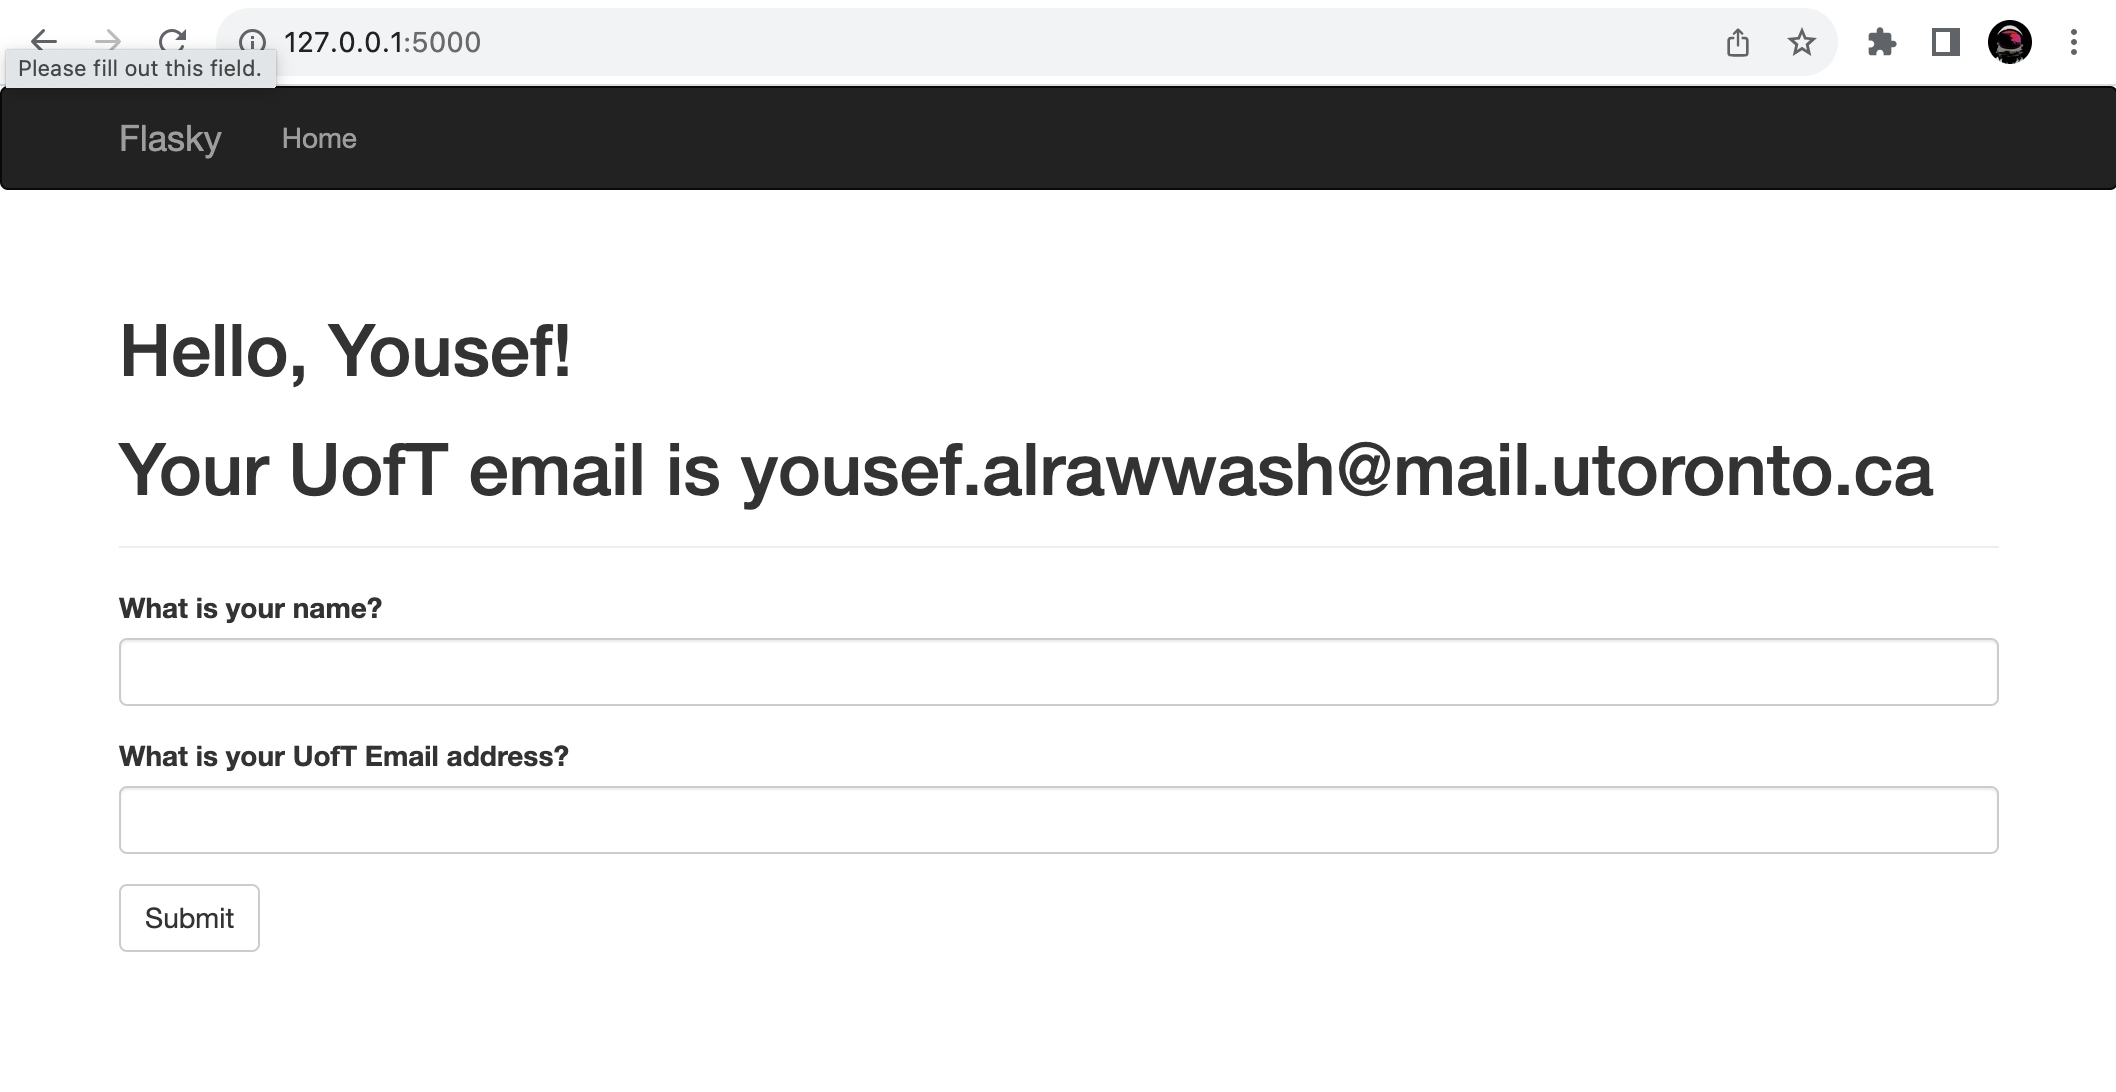 127.0.0.1:5000
Please fill out this field.
Flasky Home
Hello, Yousef!
Your UofT email is yousef.alrawwash@mail.utoronto.ca
What is your name?
What is your UofT Email address?
Submit